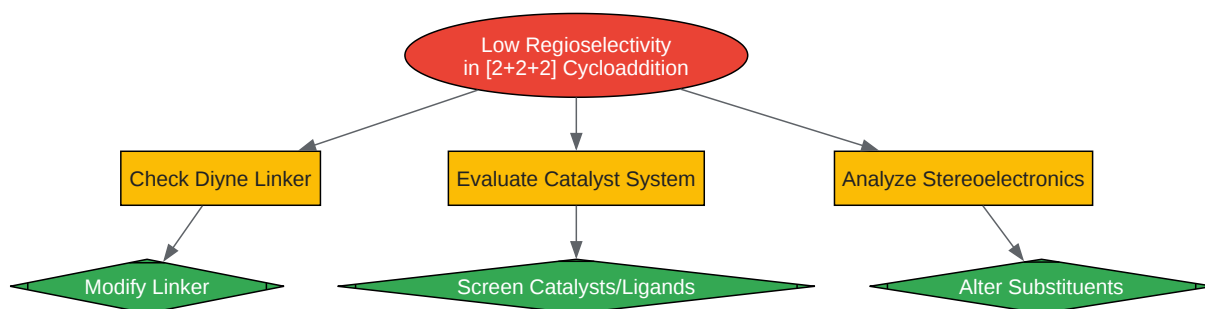 Low Regioselectivity
in [2+2+2] Cycloaddition
Check Diyne Linker
Evaluate Catalyst System
Analyze Stereoelectronics
Modify Linker
Screen Catalysts/Ligands
Alter Substituents